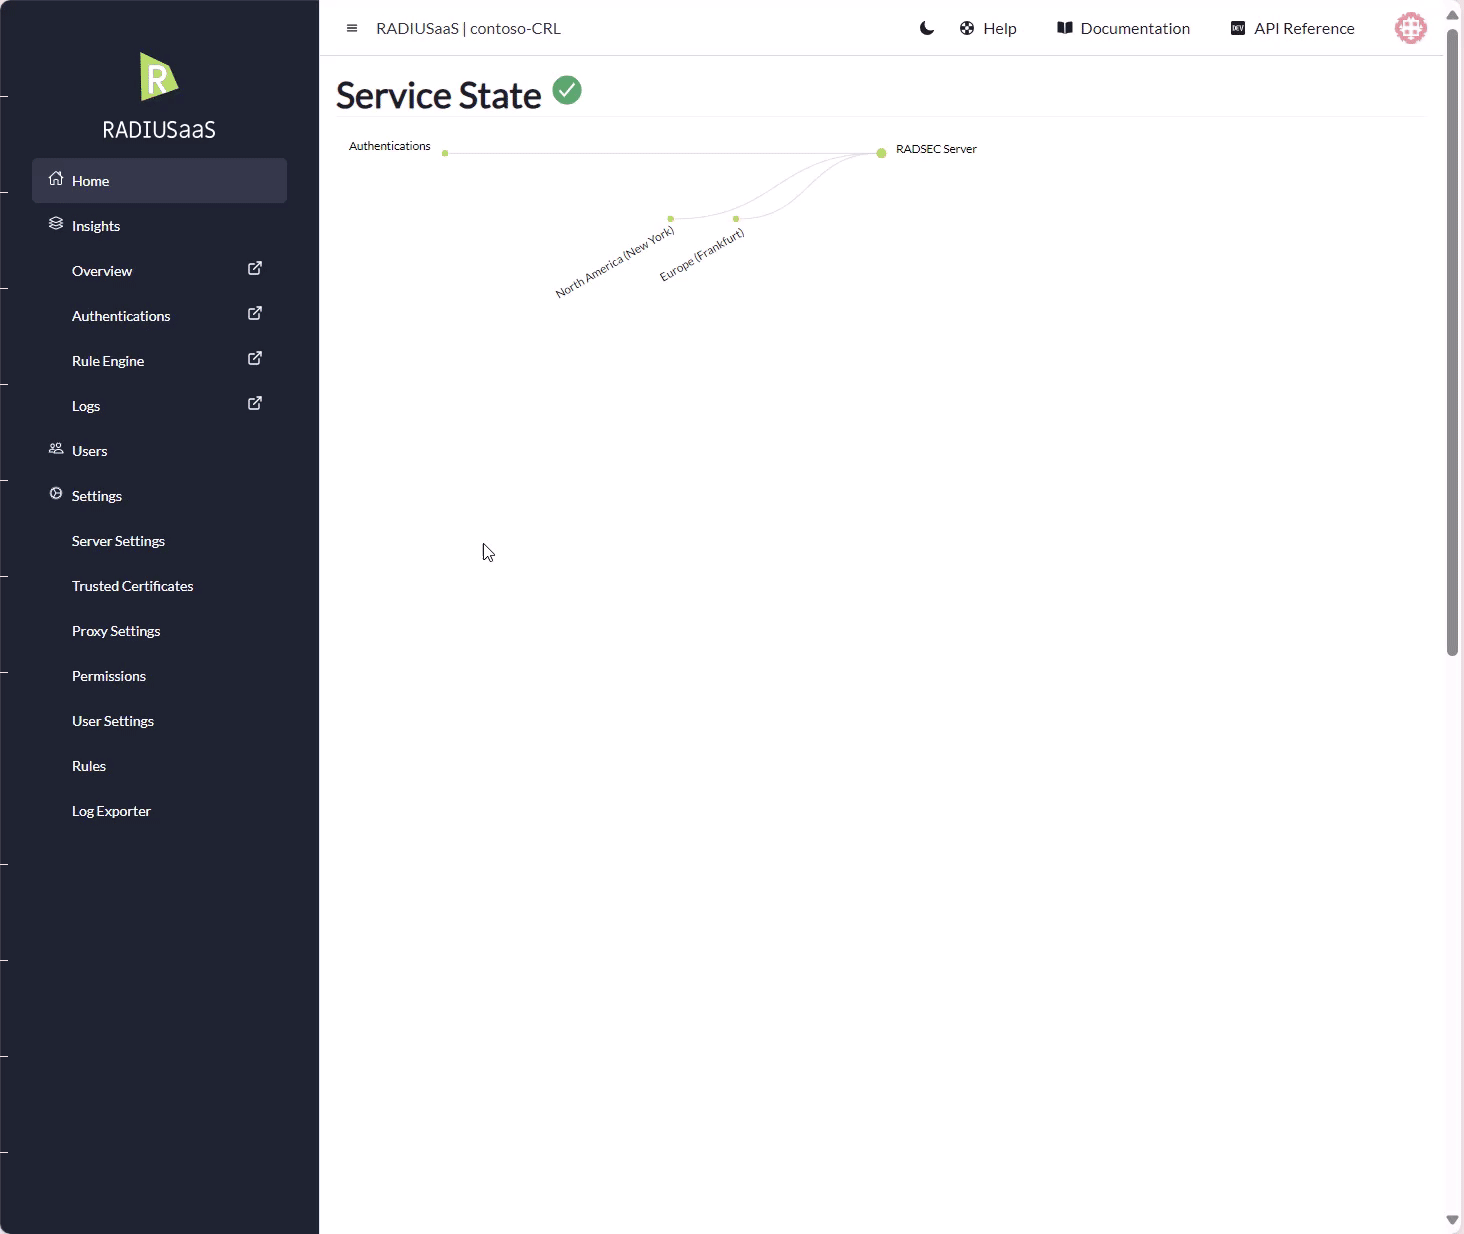 RADIUSaaS
Home
Insights
Overview
Authentications
Rule Engine
Logs
Users
Settings
Server Settings
Trusted Certificates
Proxy Settings
Permissions
User Settings
Rules
Log Exporter
RADIUSaaS | contoso-CRL
Help
DEV
Documentation
API Reference
Service State
Authentications
RADSEC Server
North America (New York)
Europe (Frankfurt)